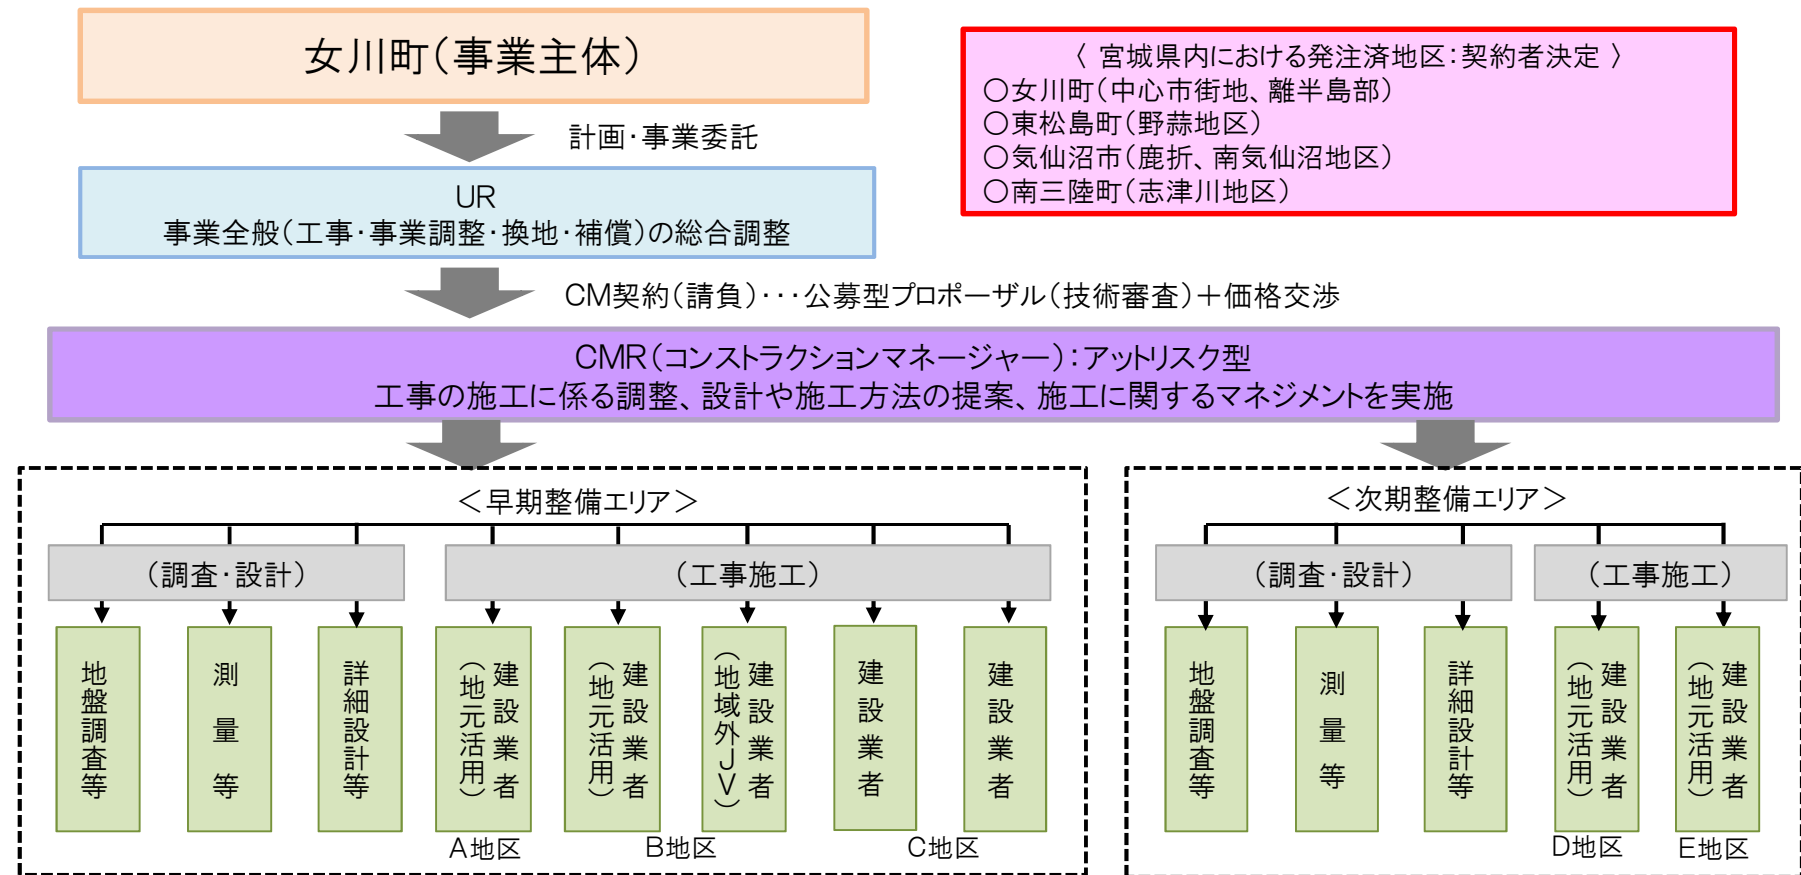 女川町（事業主体）
〈 宮城県内における発注済地区：契約者決定 〉
○女川町（中心市街地、離半島部）
○東松島町（野蒜地区）
○気仙沼市（鹿折、南気仙沼地区）
○南三陸町（志津川地区）
計画・事業委託
UR
事業全般（工事・事業調整・換地・補償）の総合調整
CM契約（請負）・・・公募型プロポーザル（技術審査）＋価格交渉
CMR（コンストラクションマネージャー）：アットリスク型
工事の施工に係る調整、設計や施工方法の提案、施工に関するマネジメントを実施
＜早期整備エリア＞
（調査・設計）
（工事施工）
地盤調査等
測量等
詳細設計等
建設業者
（地元活用）
建設業者
（地元活用）
建設業者
（地域外JV）
建設業者
建設業者
A地区
B地区
C地区
＜次期整備エリア＞
（調査・設計）
（工事施工）
地盤調査等
測量等
詳細設計等
建設業者
（地元活用）
建設業者
（地元活用）
D地区
E地区